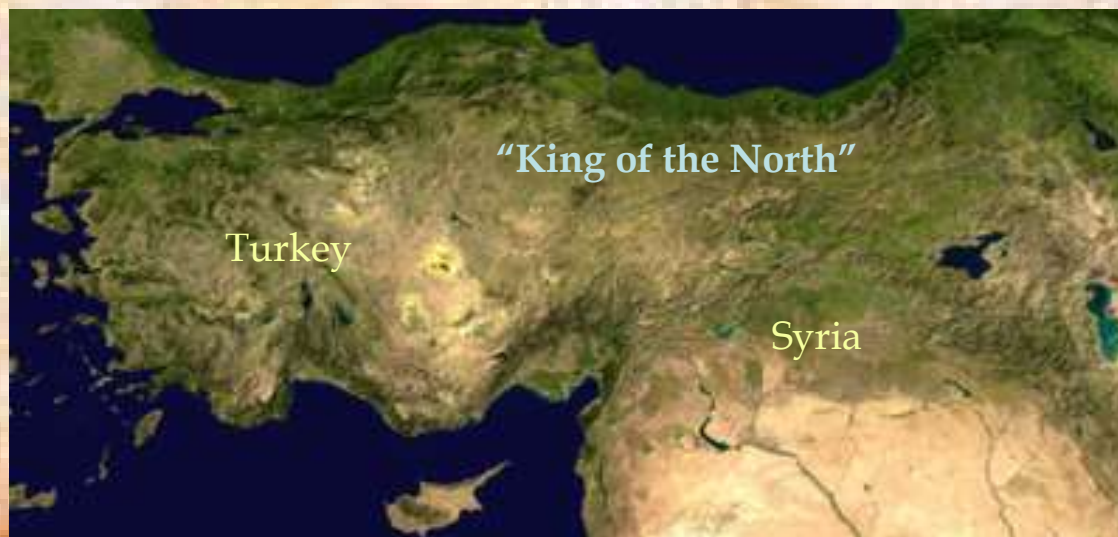 “King of the North”
Turkey
Syria